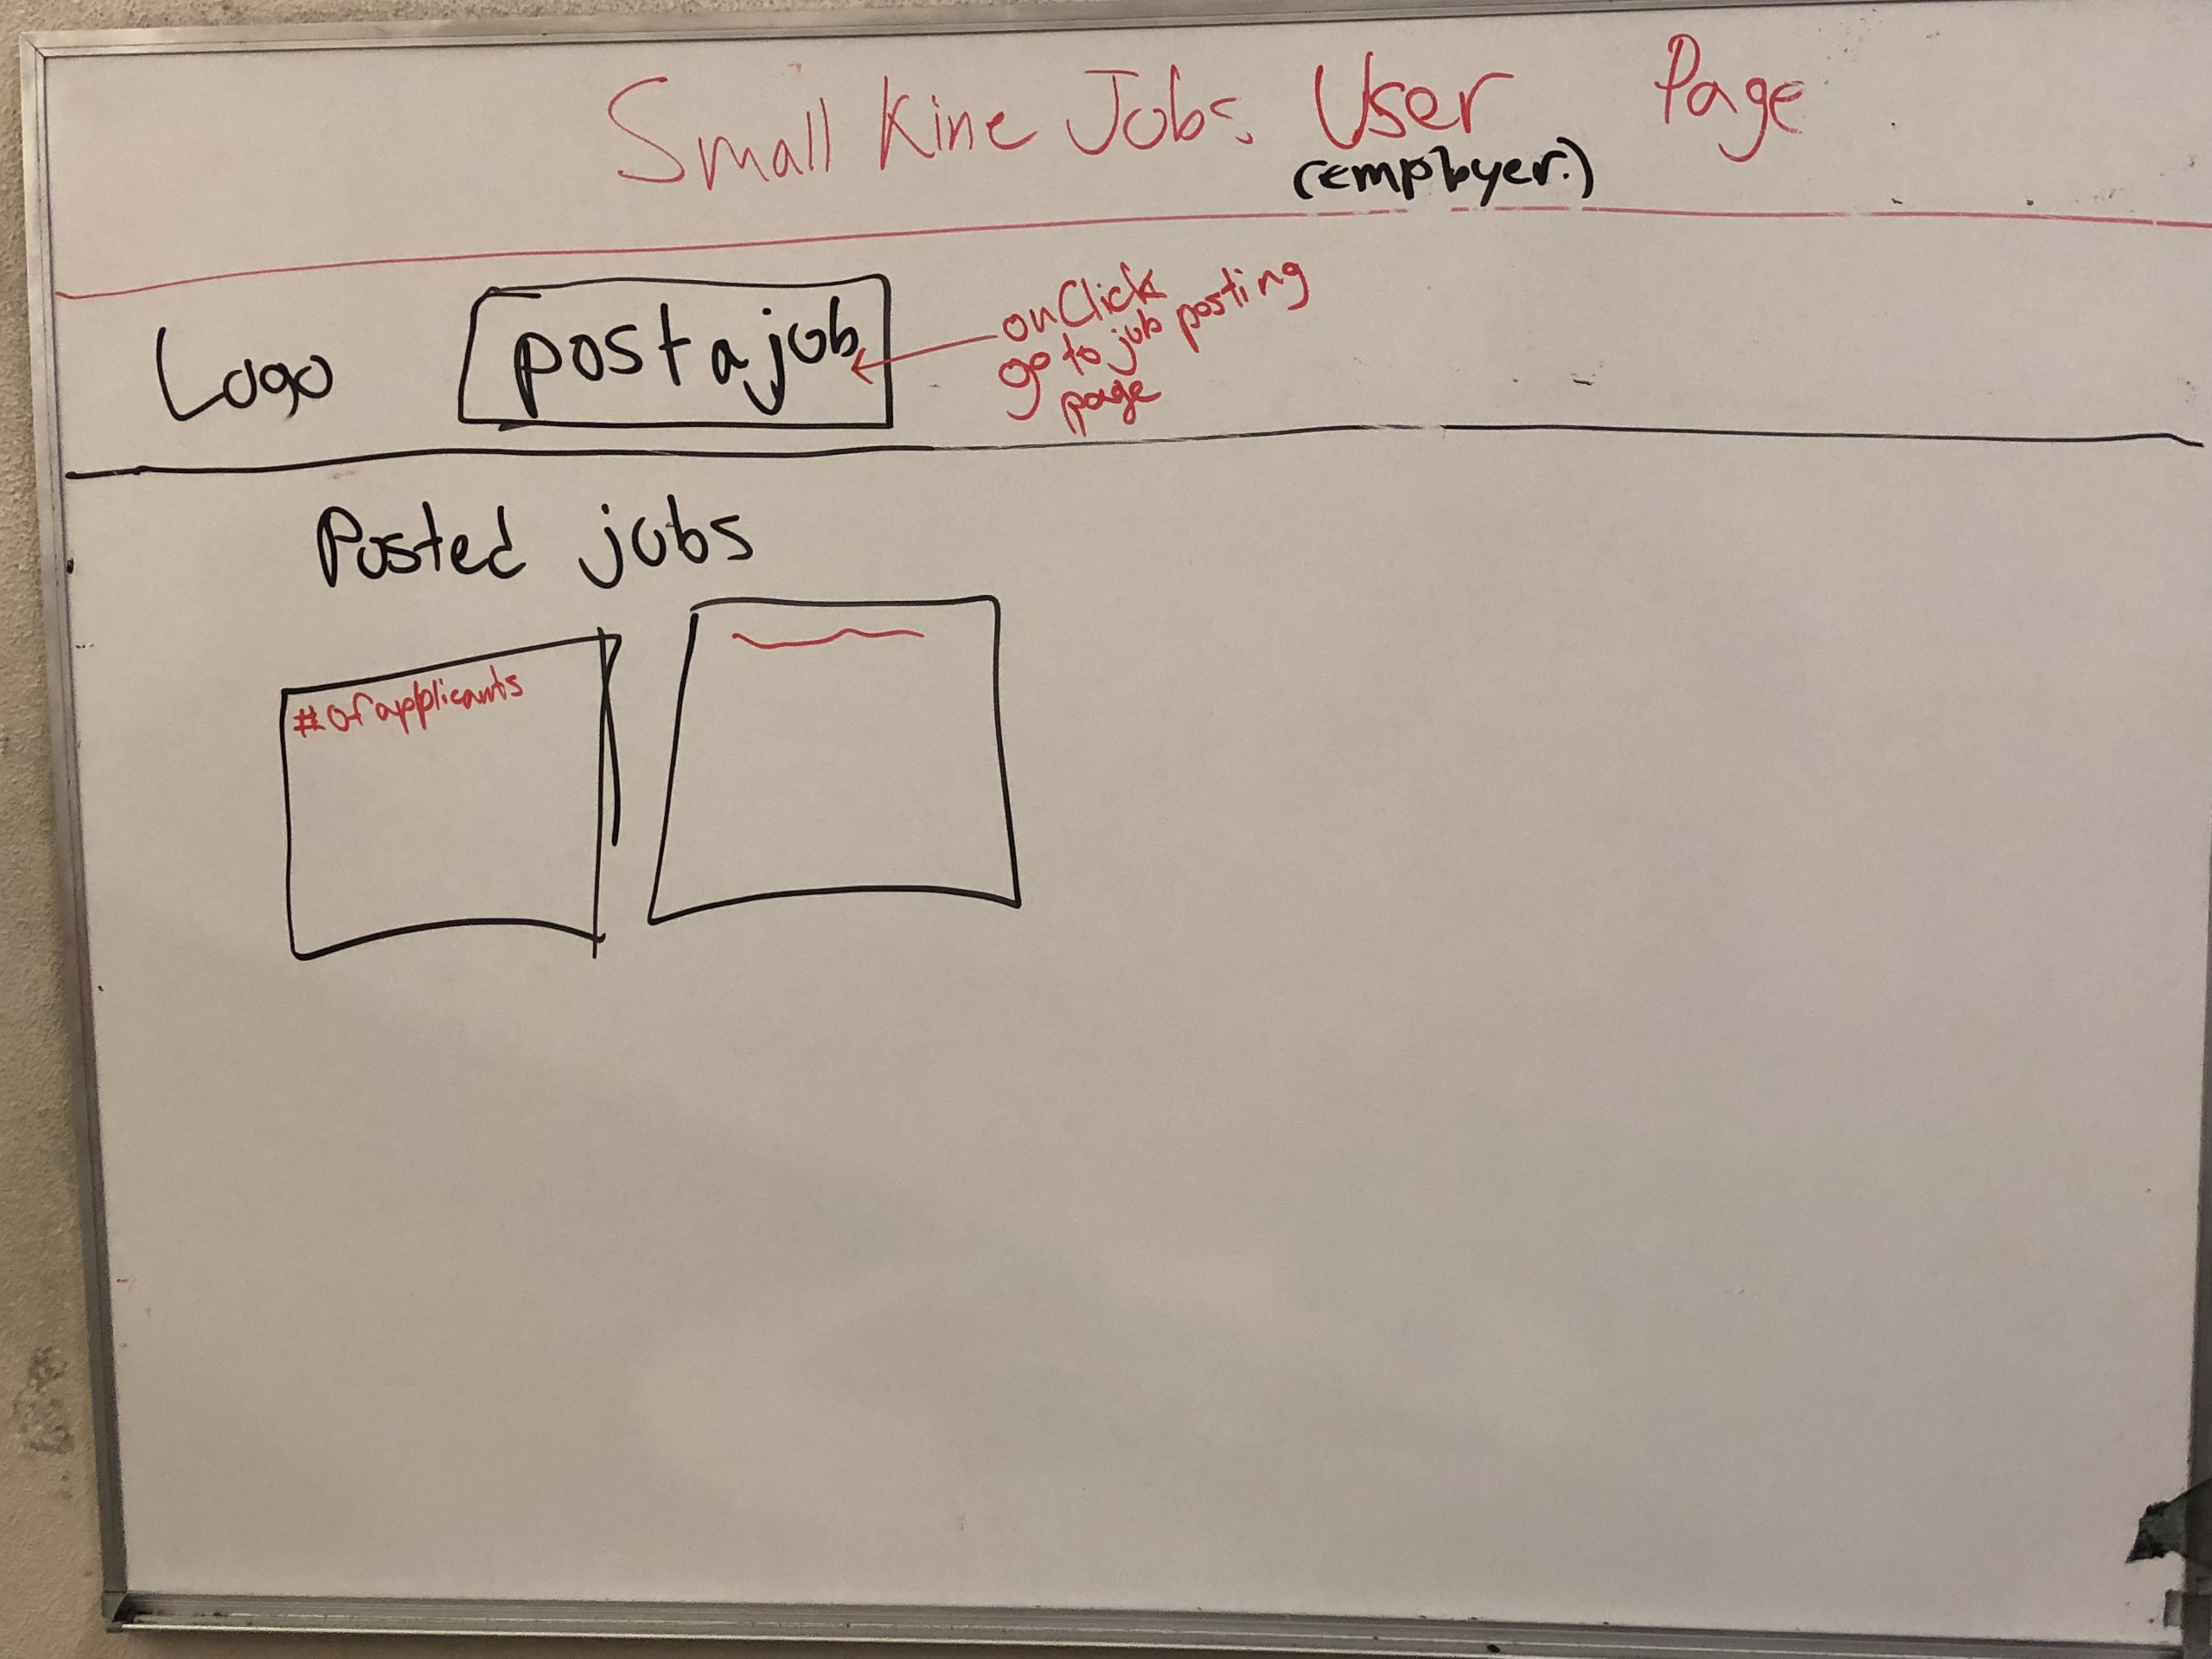 Small Kine Jobs. User Page
(employer.)
Logo
post a job
onClick
go to job posting
page
Posted jobs
# of applicants